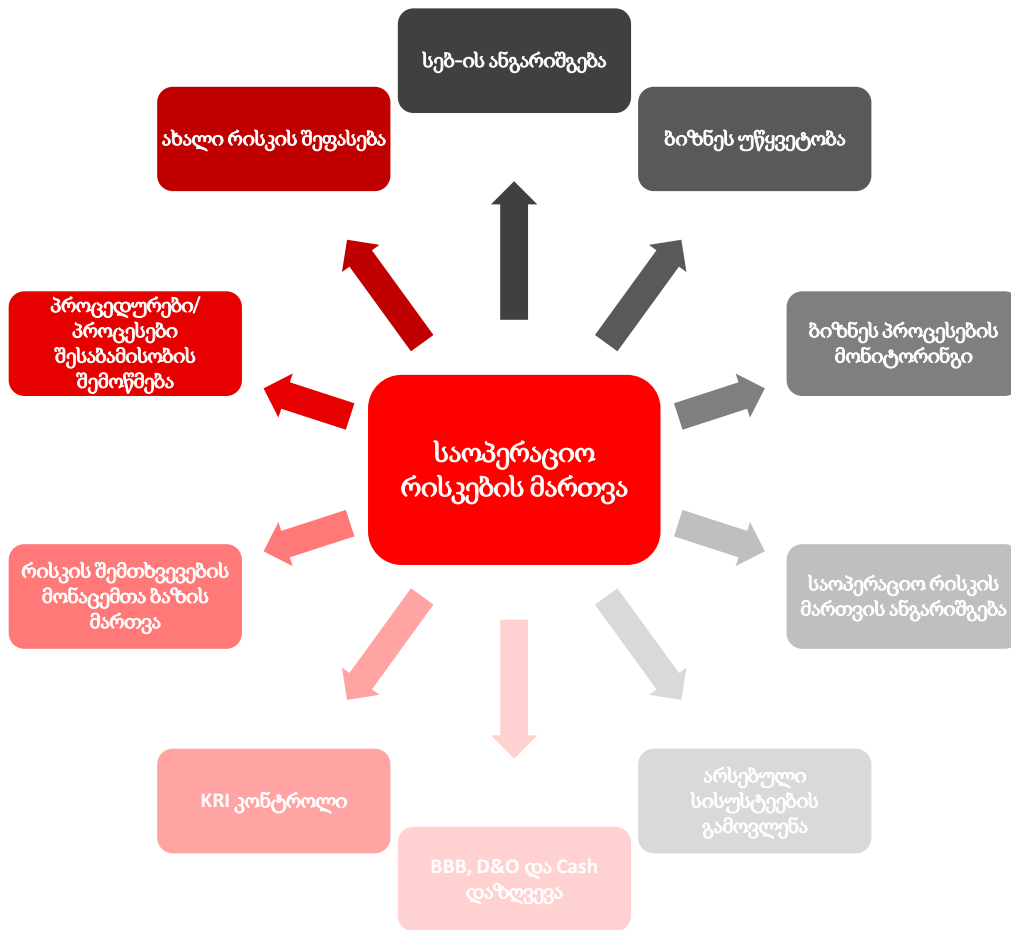 სებ-ის ანგარიშგება
ახალი რისკის შეფასება
ბიზნეს უწყვეტობა
პროცედურები/
პროცესები
შესაბამისობის
შემოწმება
ბიზნეს პროცესების
მონიტორინგი
საოპერაციო
რისკების მართვა
რისკის შემთხვევების
მონაცემთა ბაზის
მართვა
საოპერაციო რისკის
მართვის ანგარიშგება
KRI კონტროლი
არსებული
სისუსტეების
გამოვლენა
BBB, D&O და Cash
დაზღვევა